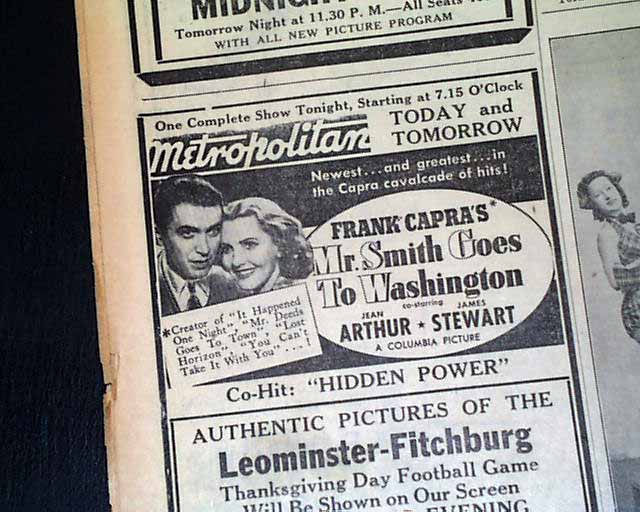 MIDNIGHT
Tomorrow Night at 11.30 P. M.—All Seats
WITH ALL NEW PICTURE PROGRAM
One Complete Show Tonight, Starting at 7.15 O'Clock
Metropolitan
TODAY and
TOMORROW
Newest...and greatest...in
the Capra cavalcade of hits!
FRANK CAPRA'S*
Mr. Smith Goes
To Washington
co-starring
JEAN JAMES
ARTHUR * STEWART
A COLUMBIA PICTURE
*Creator of "It Happened
One Night", "Mr. Deeds
Goes To Town", "Lost
Horizon", "You Can't
Take It With You"...!
Co-Hit: "HIDDEN POWER"
AUTHENTIC PICTURES OF THE
Leominster-Fitchburg
Thanksgiving Day Football Game
Will Be Shown on Our Screen
EVENING